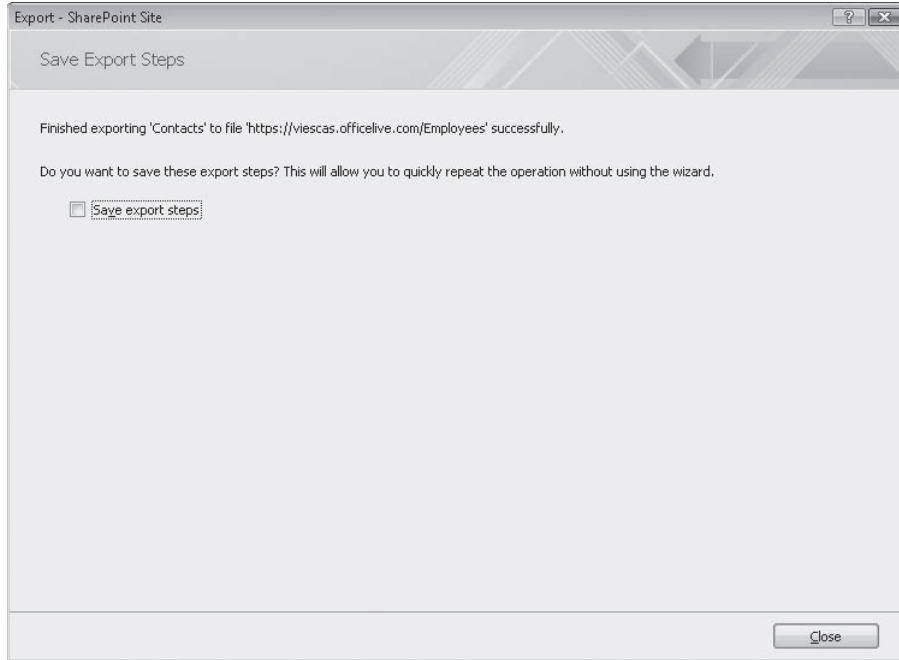 Export - SharePoint Site
Save Export Steps
Finished exporting 'Contacts' to file 'https://viescas.officelive.com/Employees' successfully.
Do you want to save these export steps? This will allow you to quickly repeat the operation without using the wizard.
Save export steps
Close